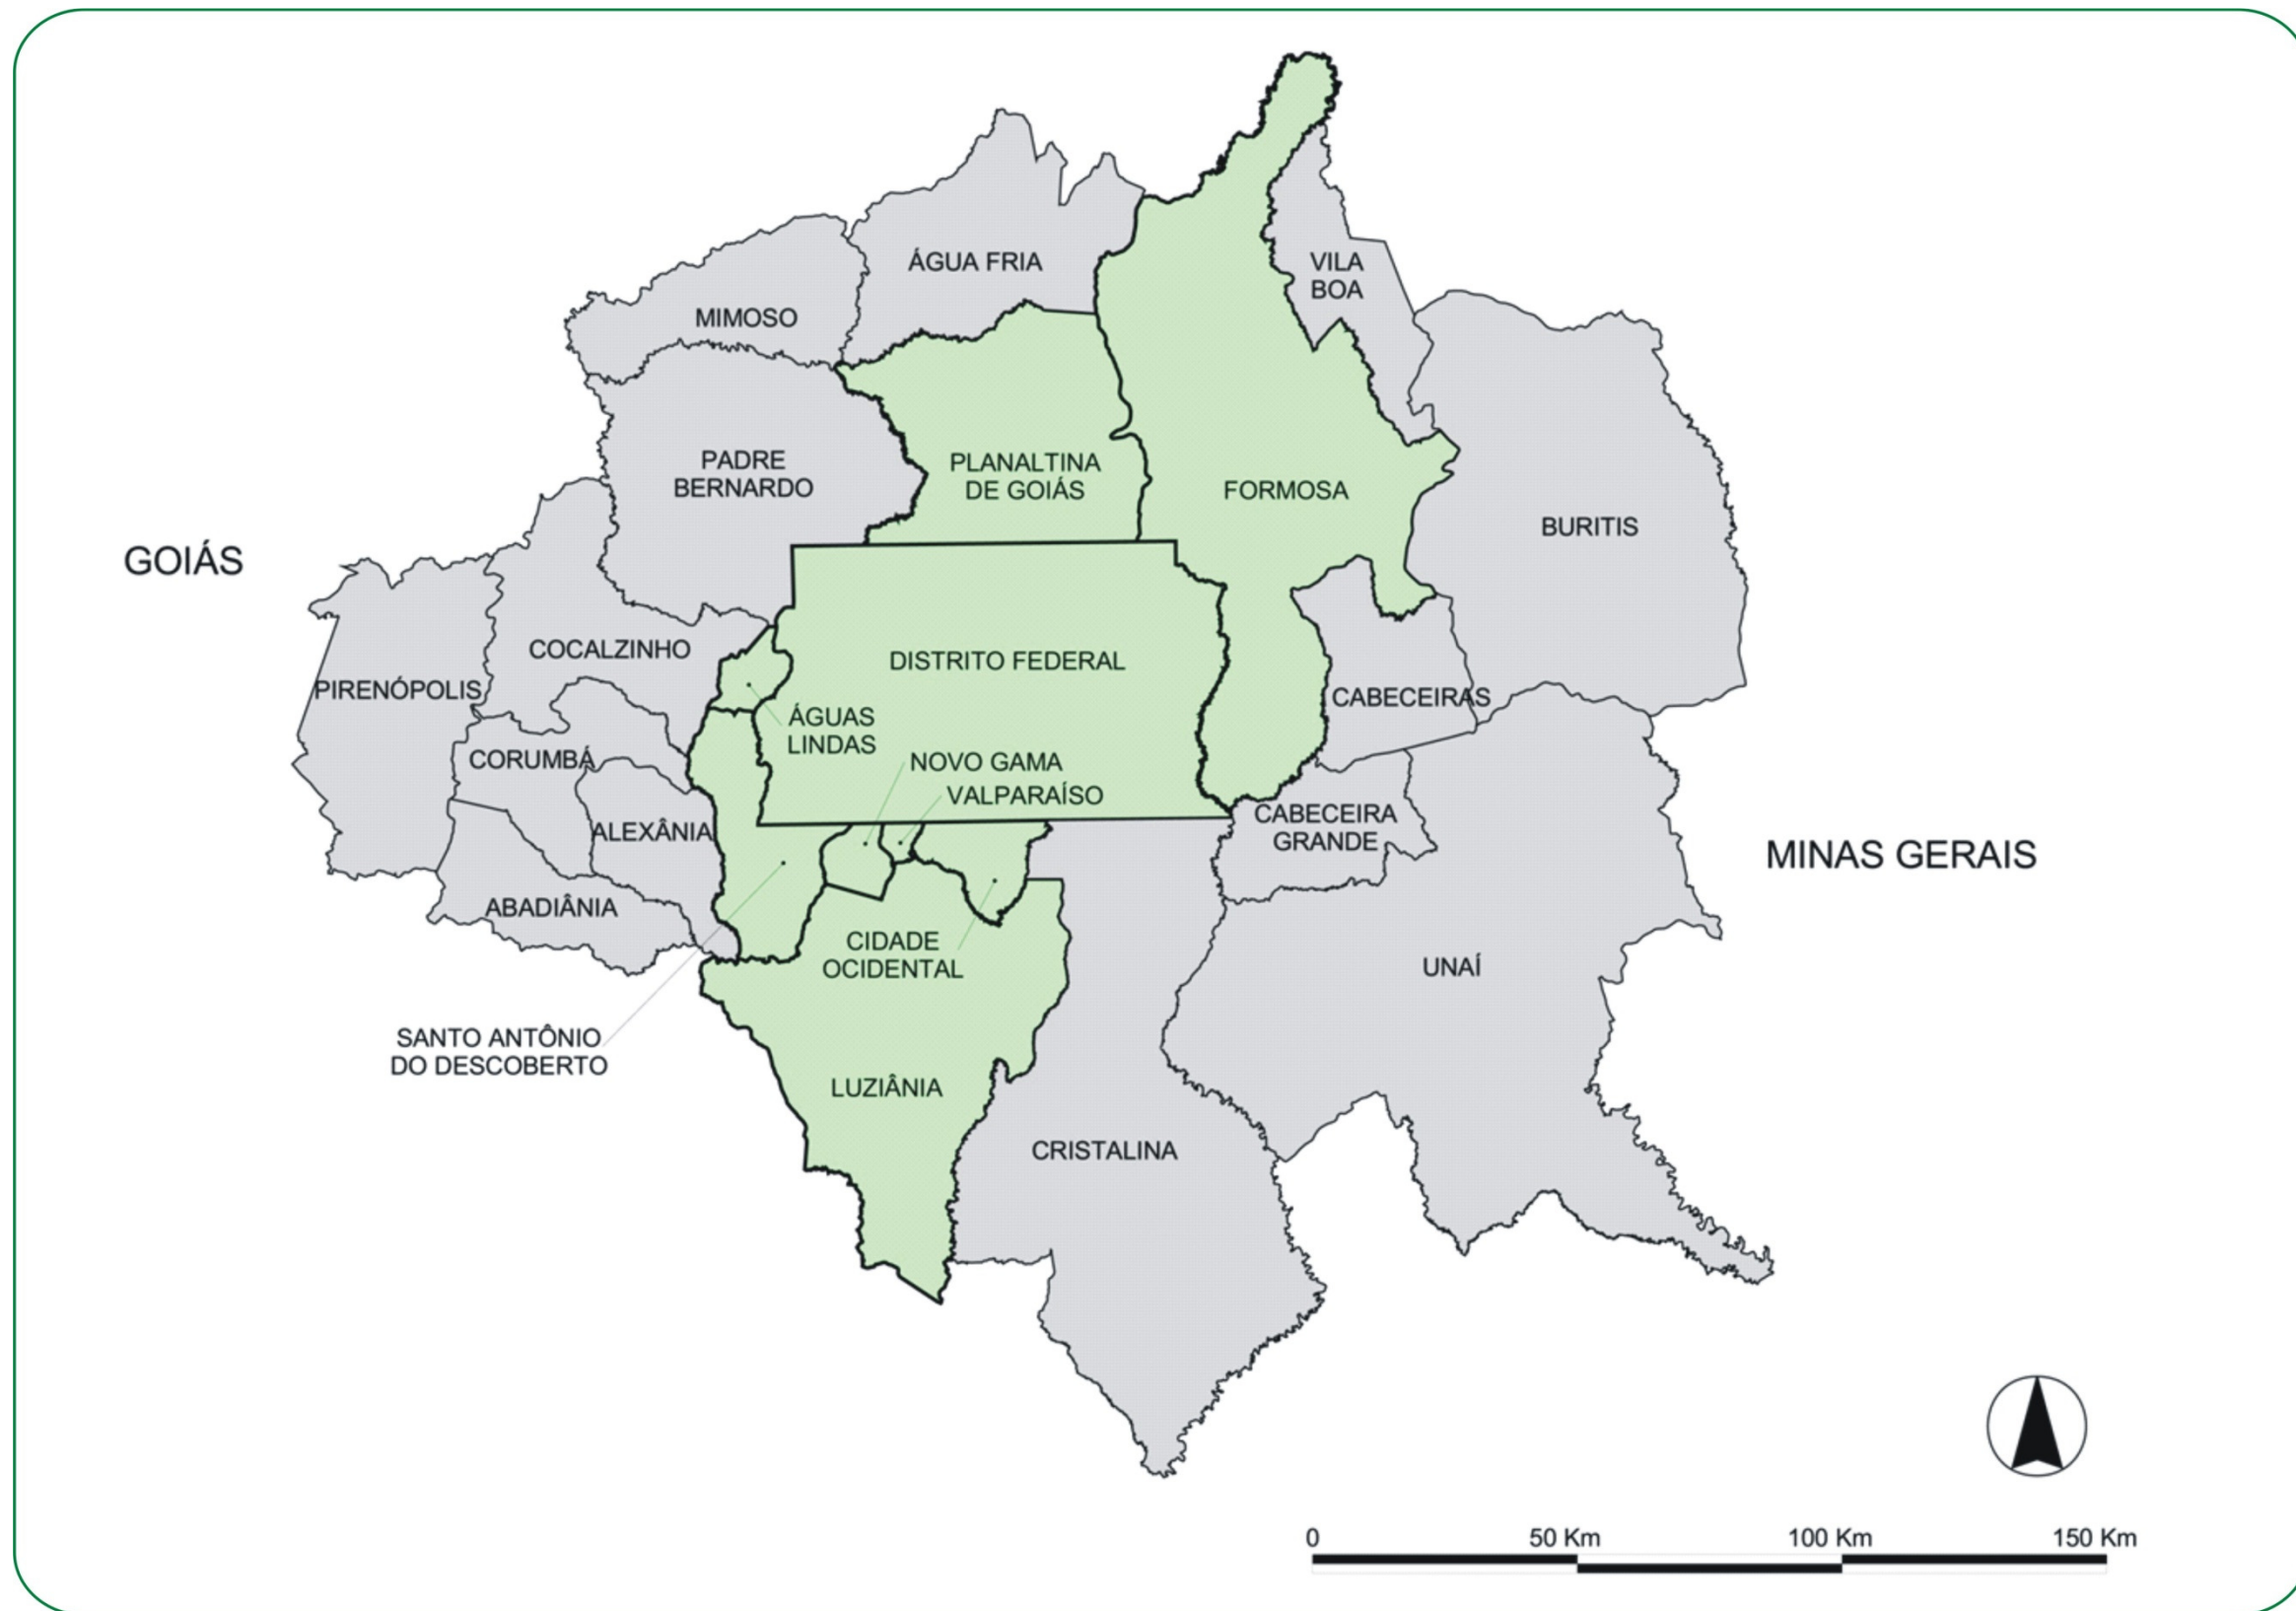 ÁGUA FRIA
VILA
BOA
MIMOSO
PADRE
BERNARDO
PLANALTINA
DE GOIÁS
FORMOSA
BURITIS
GOIÁS
COCALZINHO
DISTRITO FEDERAL
PIRENÓPOLIS
CABECEIRAS
ÁGUAS
LINDAS
CORUMBÁ
NOVO GAMA
VALPARAÍSO
ALEXÂNIA
CABECEIRA
GRANDE
MINAS GERAIS
ABADIÂNIA
CIDADE
OCIDENTAL
UNAÍ
SANTO ANTÔNIO
DO DESCOBERTO
LUZIÂNIA
CRISTALINA
0 50 Km 100 Km 150 Km